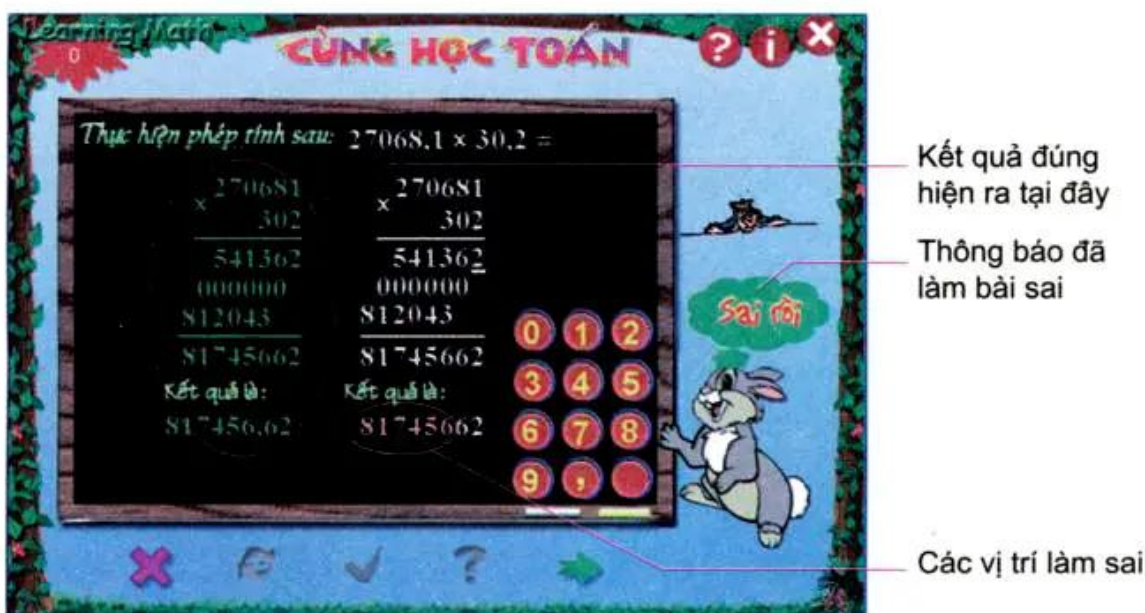 Learning Math
0
CÙNG HỌC TOÁN
? i X
Thực hiện phép tính sau: 27068,1 × 30,2 =
270681
x
302
541362
000000
812043
81745662
Kết quả là:
817456,62
270681
x
302
541362
000000
812043
81745662
Kết quả là:
81745662
0 1 2
3 4 5
6 7 8
9 ,
Sai rồi
?
Kết quả đúng
hiện ra tại đây
Thông báo đã
làm bài sai
Các vị trí làm sai